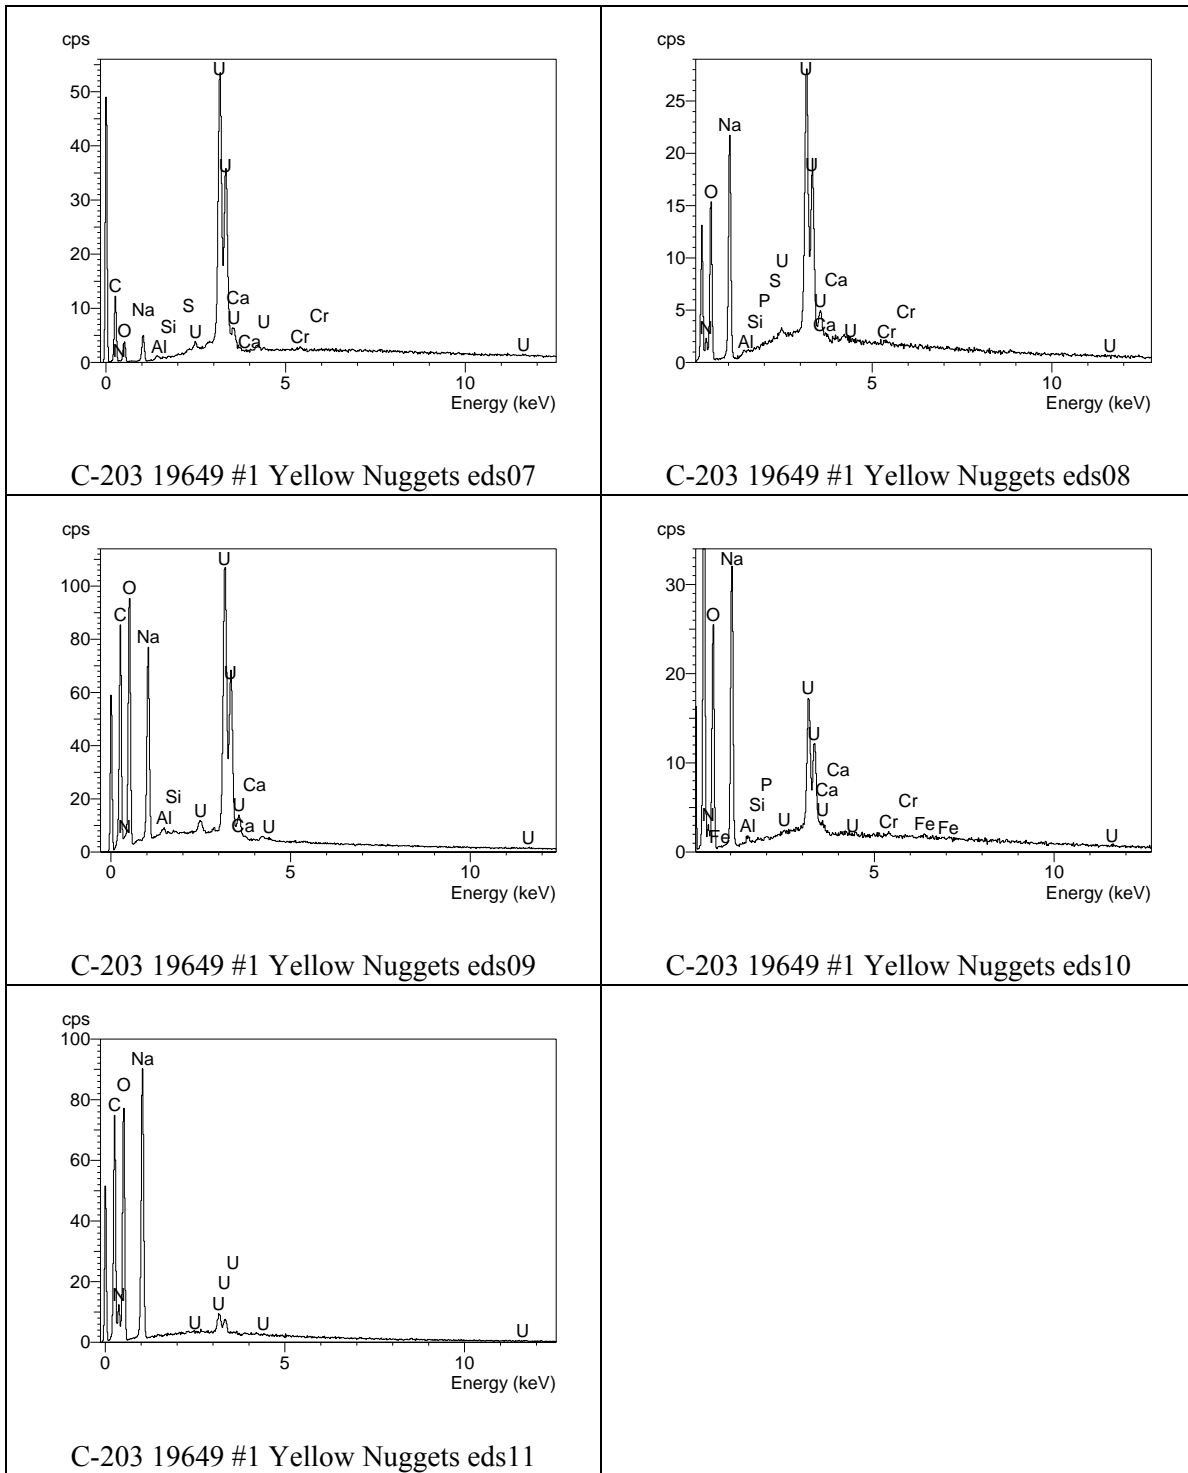 cps
50
40
30
20
10
0
U
U
C
O
N
Na
Al
Si
S
U
Ca
U
Ca
U
Cr
Cr
U
0 5 10
Energy (keV)
C-203 19649 #1 Yellow Nuggets eds07
cps
25
20
15
10
5
0
U
U
Na
O
N
Al
Si
P
S
U
Ca
U
Ca
U
Cr
Cr
U
5 10
Energy (keV)
C-203 19649 #1 Yellow Nuggets eds08
cps
100
80
60
40
20
0
U
U
O
C
Na
N
Al
Si
U
Ca
U
Ca
U
U
0 5 10
Energy (keV)
C-203 19649 #1 Yellow Nuggets eds09
cps
30
20
10
0
Na
O
U
U
N
Fe
Al
Si
P
U
Ca
Ca
U
U
Cr
Cr
Fe
Fe
U
5 10
Energy (keV)
C-203 19649 #1 Yellow Nuggets eds10
cps
100
80
60
40
20
0
Na
O
C
N
U
U
U
U
U
U
0 5 10
Energy (keV)
C-203 19649 #1 Yellow Nuggets eds11